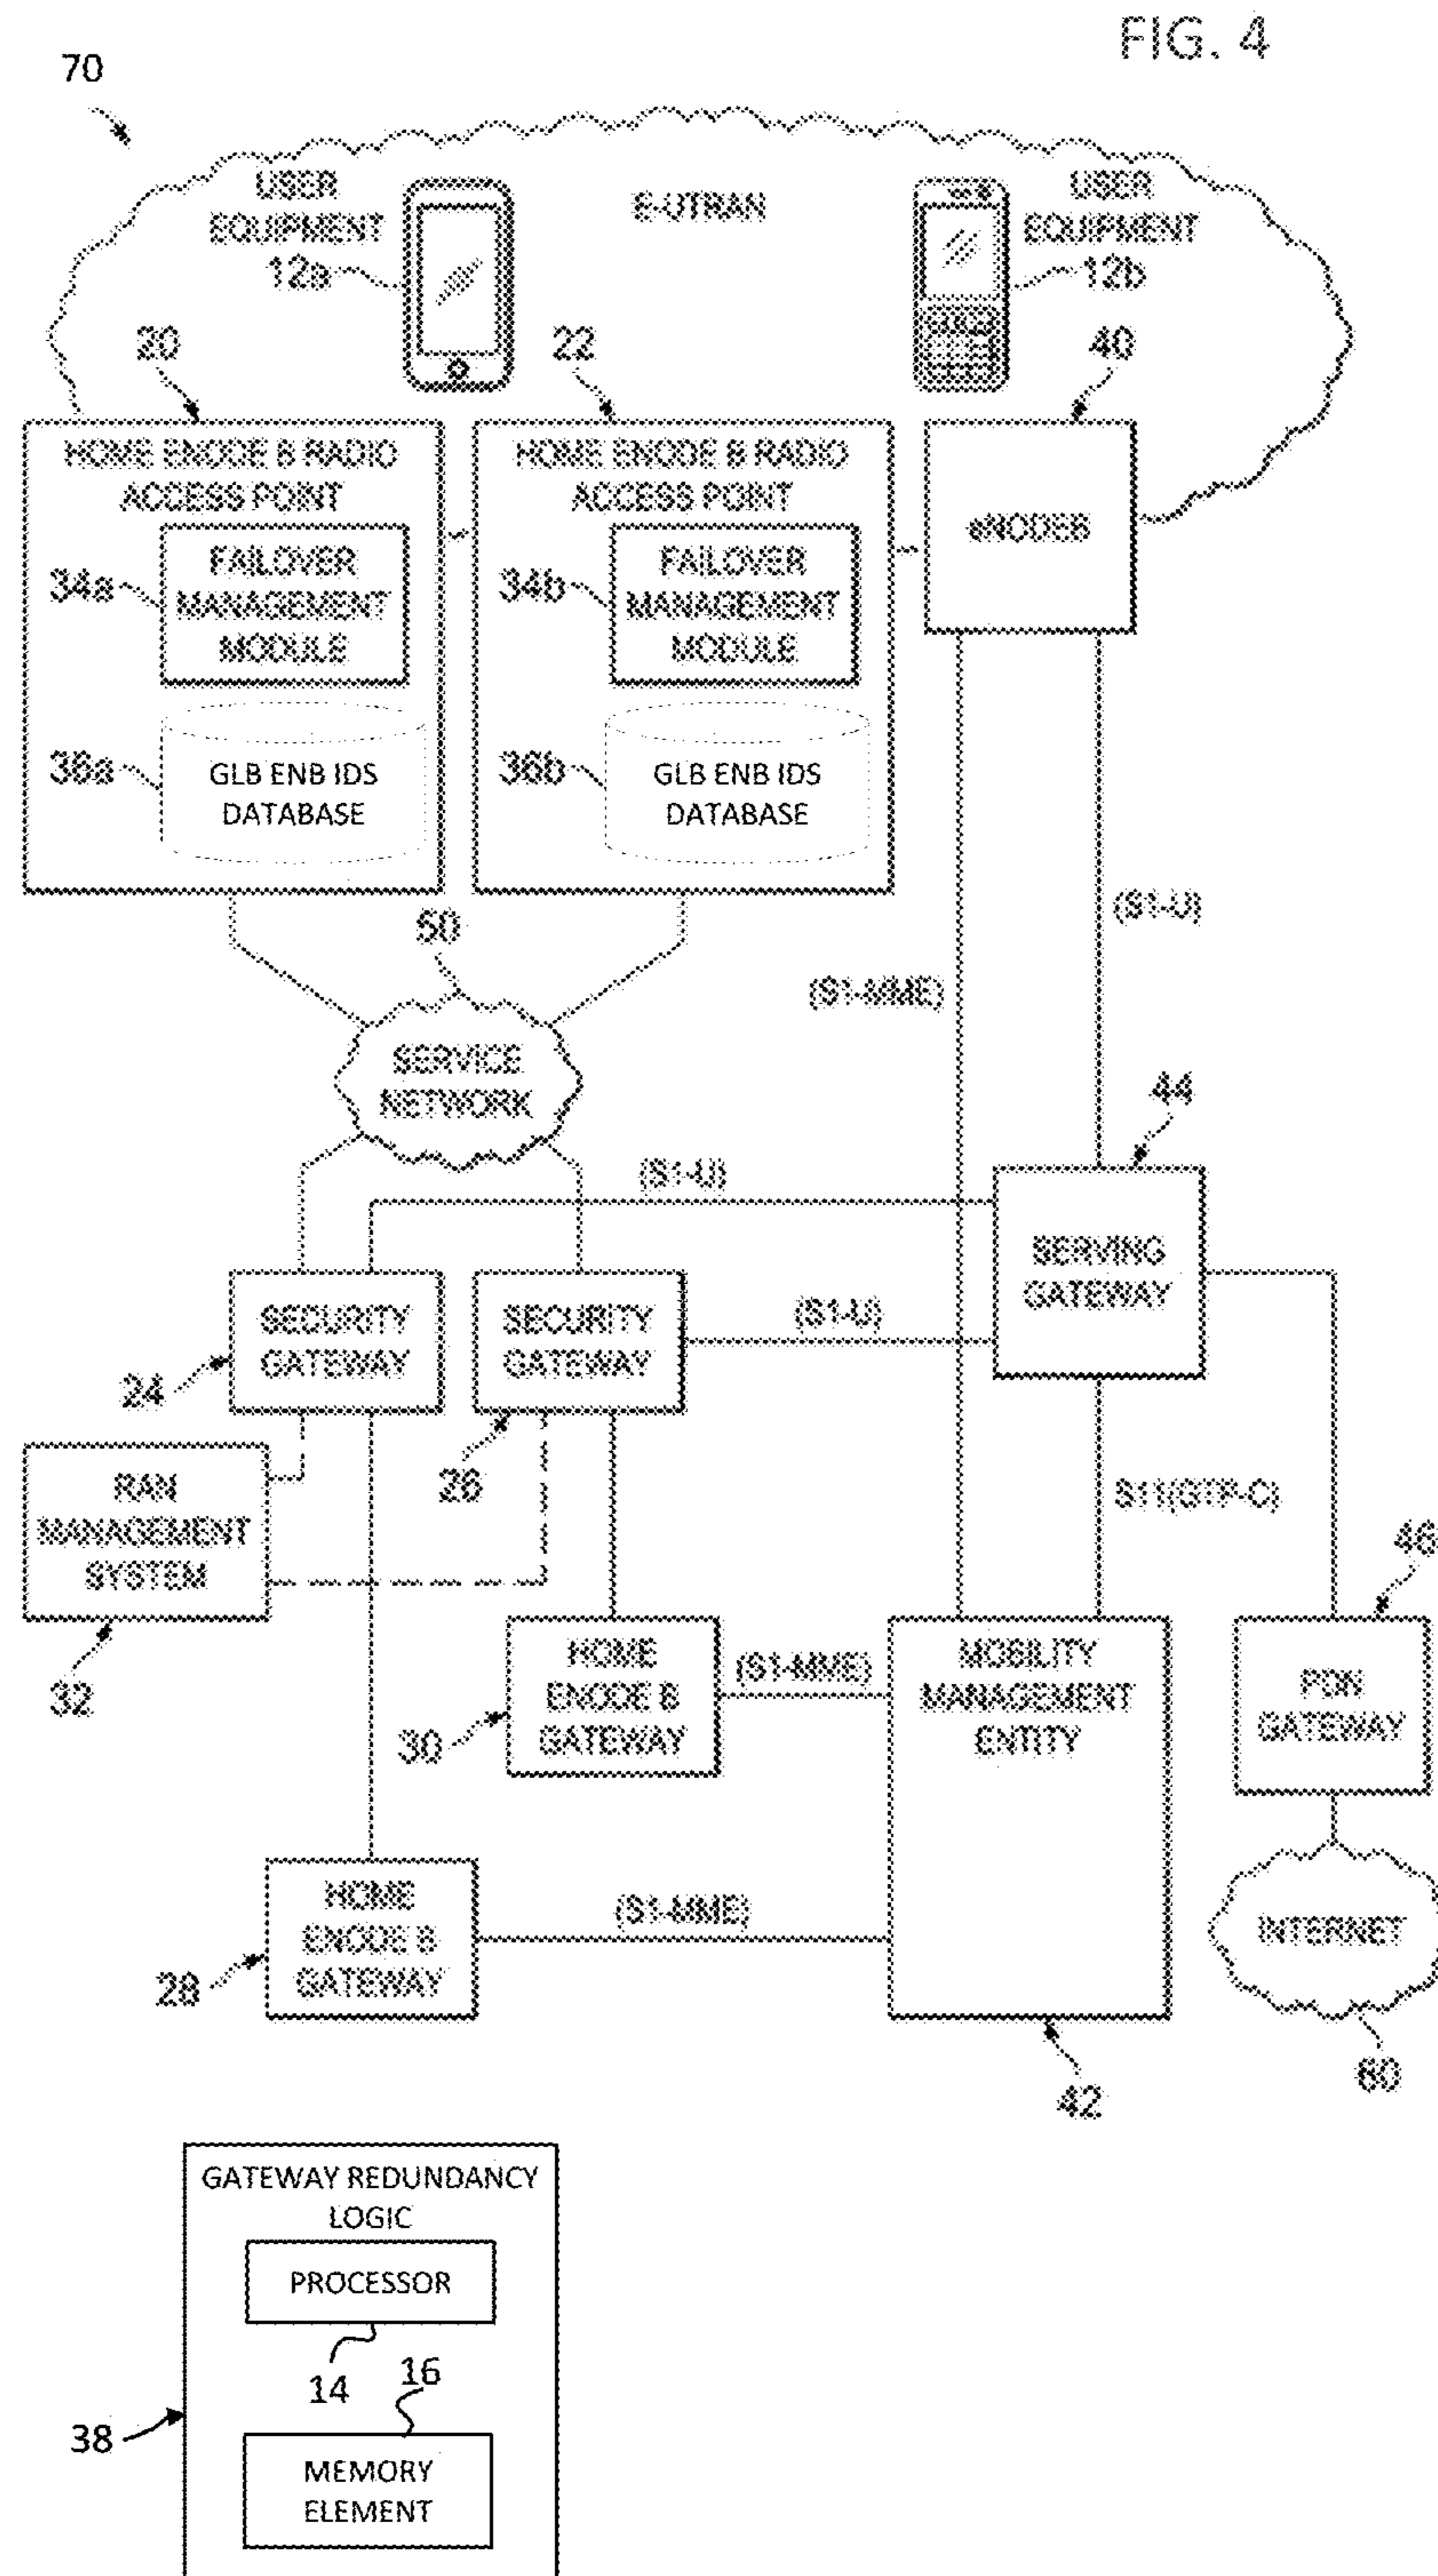 FIG. 4
70
USER
EQUIPMENT
12a
E-UTRAN
USER
EQUIPMENT
12b
20
22
40
HOME ENODE B RADIO
ACCESS POINT
34a
FAILOVER
MANAGEMENT
MODULE
36a
GLB ENB IDS
DATABASE
HOME ENODE B RADIO
ACCESS POINT
34b
FAILOVER
MANAGEMENT
MODULE
36b
GLB ENB IDS
DATABASE
eNODEB
50
SERVICE
NETWORK
(S1-MME)
(S1-U)
44
(S1-U)
SECURITY
GATEWAY
24
SECURITY
GATEWAY
26
(S1-U)
SERVING
GATEWAY
RAN
MANAGEMENT
SYSTEM
32
S11(GTP-C)
46
HOME
ENODE B
GATEWAY
30
(S1-MME)
MOBILITY
MANAGEMENT
ENTITY
42
PDN
GATEWAY
HOME
ENODE B
GATEWAY
28
(S1-MME)
INTERNET
60
GATEWAY REDUNDANCY
LOGIC
PROCESSOR
14
16
38
MEMORY
ELEMENT